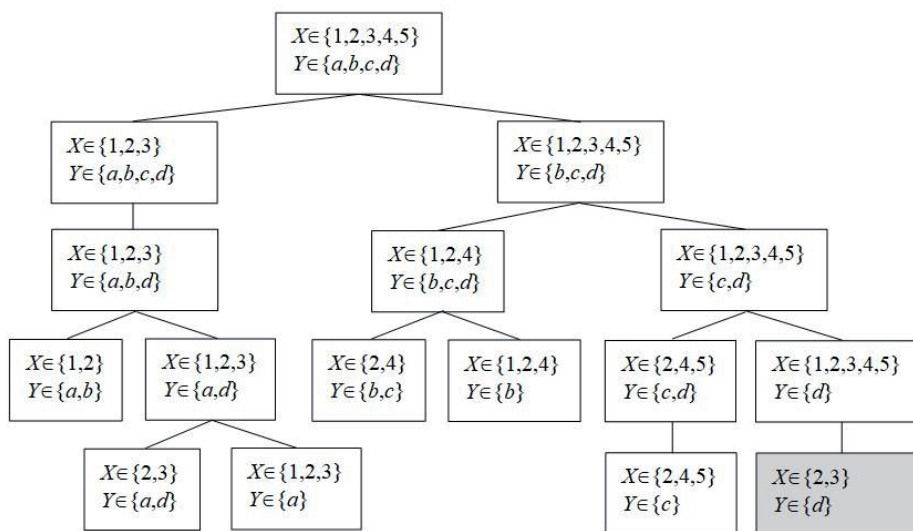 X∈{1,2,3,4,5}
Y∈{a,b,c,d}
X∈{1,2,3}
Y∈{a,b,c,d}
X∈{1,2,3,4,5}
Y∈{b,c,d}
X∈{1,2,3}
Y∈{a,b,d}
X∈{1,2,4}
Y∈{b,c,d}
X∈{1,2,3,4,5}
Y∈{c,d}
X∈{1,2}
Y∈{a,b}
X∈{1,2,3}
Y∈{a,d}
X∈{2,4}
Y∈{b,c}
X∈{1,2,4}
Y∈{b}
X∈{2,4,5}
Y∈{c,d}
X∈{1,2,3,4,5}
Y∈{d}
X∈{2,3}
Y∈{a,d}
X∈{1,2,3}
Y∈{a}
X∈{2,4,5}
Y∈{c}
X∈{2,3}
Y∈{d}